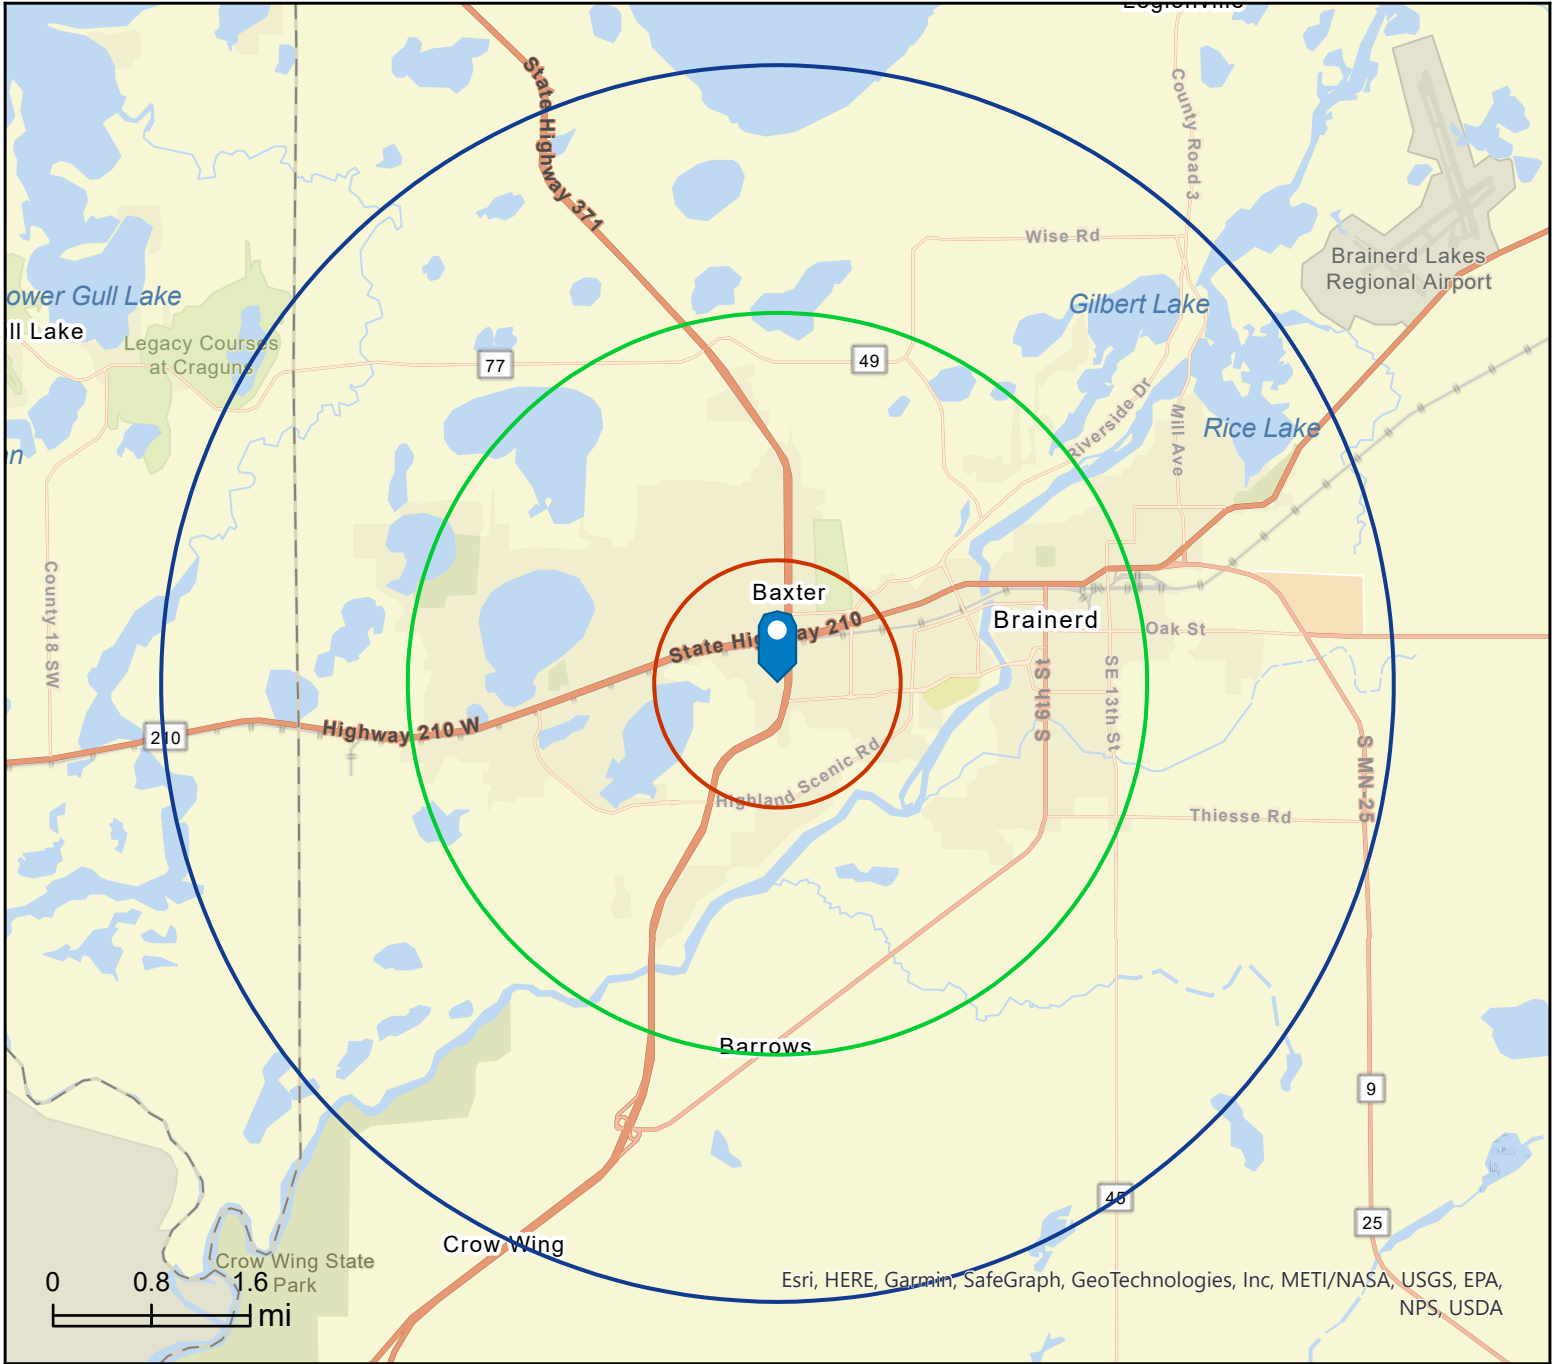 Legionville
State Highway 371
County Road 3
Wise Rd
Brainerd Lakes
Regional Airport
ower Gull Lake
ll Lake
Gilbert Lake
Legacy Courses
at Craguns
77
49
Riverside Dr
Mill Ave
Rice Lake
n
County 18 SW
Baxter
State Highway 210
Brainerd
Oak St
S 6th St
SE 13th St
Highway 210 W
210
S MN-25
Highland Scenic Rd
Thiesse Rd
Barrows
9
45
25
Crow Wing
Crow Wing State
Park
0 0.8 1.6
mi
Esri, HERE, Garmin, SafeGraph, GeoTechnologies, Inc, METI/NASA, USGS, EPA,
NPS, USDA